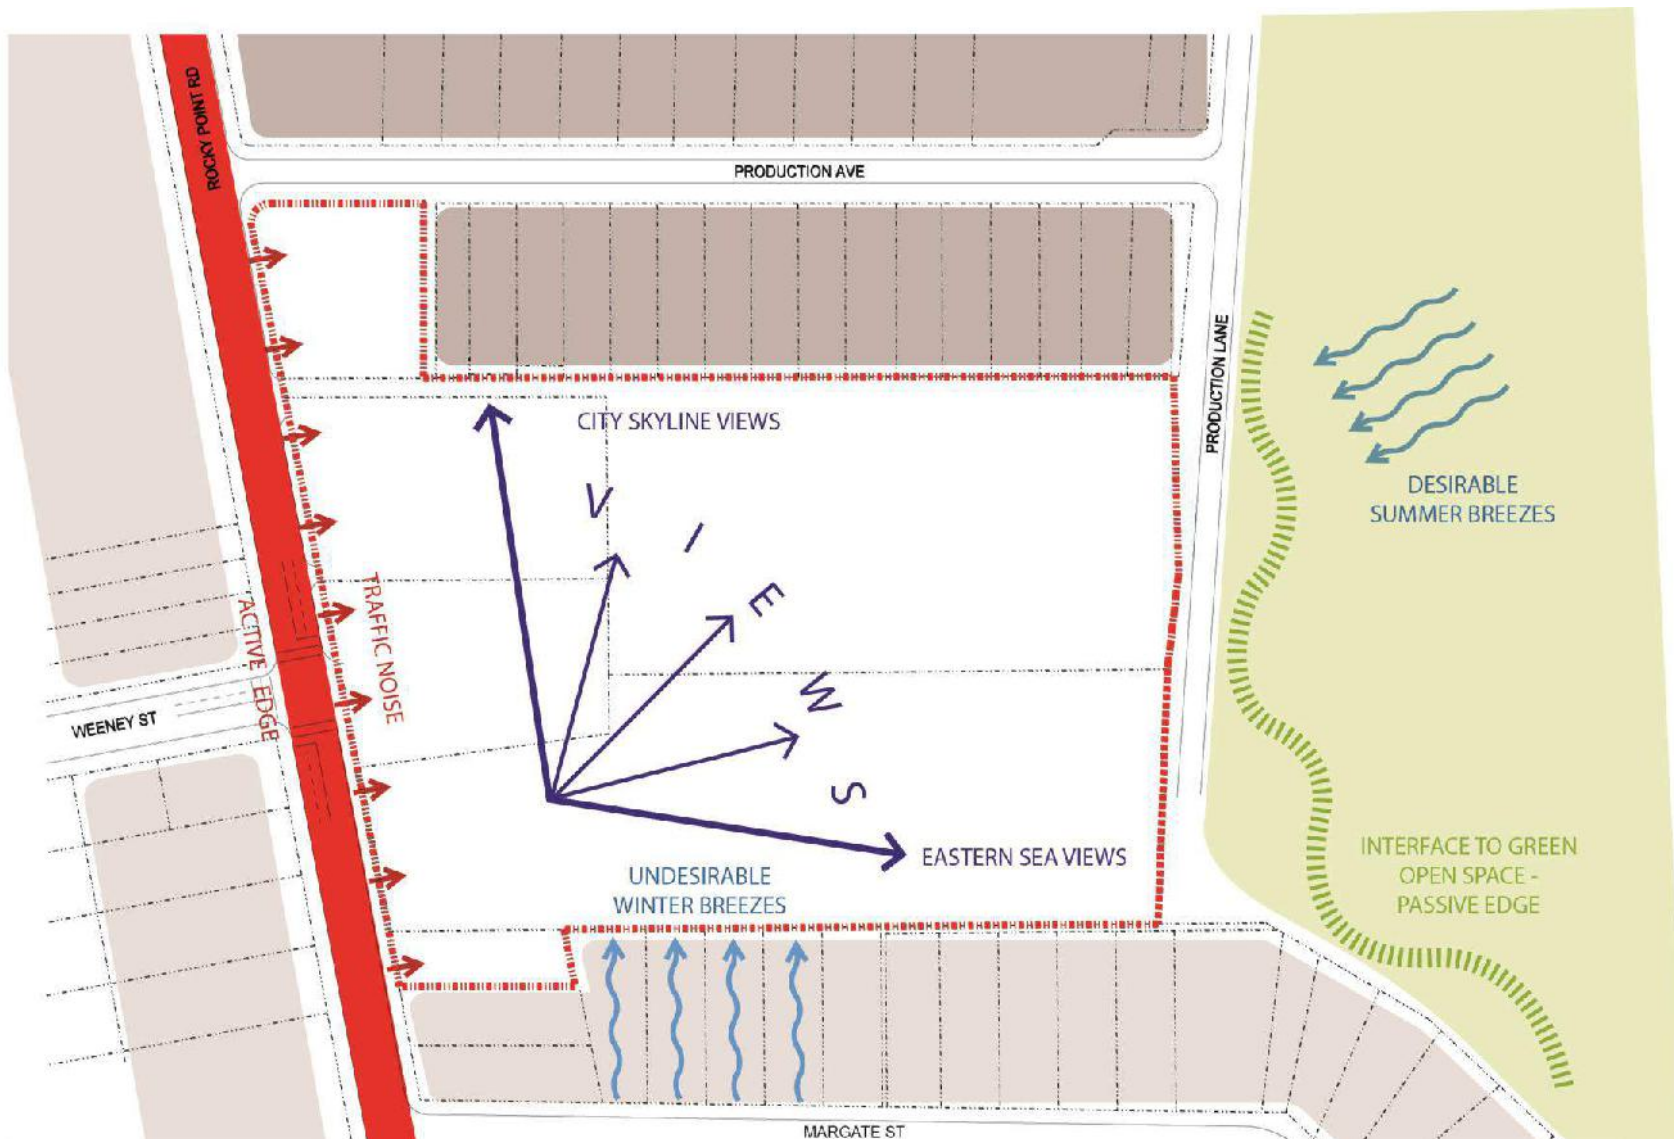 ROCKY POINT RD
PRODUCTION AVE
PRODUCTION LANE
CITY SKYLINE VIEWS
VIEWS
DESIRABLE
SUMMER BREEZES
TRAFFIC NOISE
ACTIVE EDGE
WEENEY ST
EASTERN SEA VIEWS
UNDESIRABLE
WINTER BREEZES
INTERFACE TO GREEN
OPEN SPACE -
PASSIVE EDGE
MARGATE ST